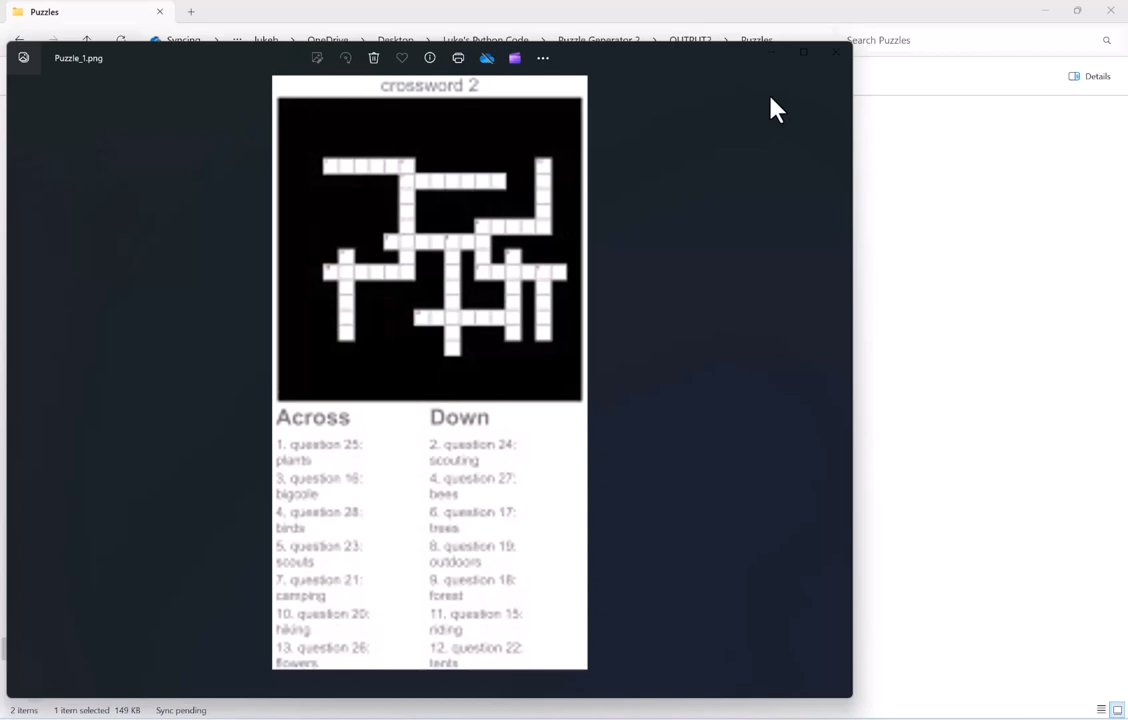 Puzzles
Syncing ... lukeh OneDrive Desktop Luke's Python Code Puzzle Generator 2 OUTPUT2 Puzzles
Search Puzzles
Puzzle_1.png
Details
crossword 2
Across
1. question 25:
plants
3. question 16:
bigcole
4. question 28:
birds
5. question 23:
scouts
7. question 21:
camping
10. question 20:
hiking
13. question 26:
flowers
Down
2. question 24:
scouting
4. question 27:
bees
6. question 17:
trees
8. question 19:
outdoors
9. question 18:
forest
11. question 15:
riding
12. question 22:
tents
2 items 1 item selected 149 KB Sync pending